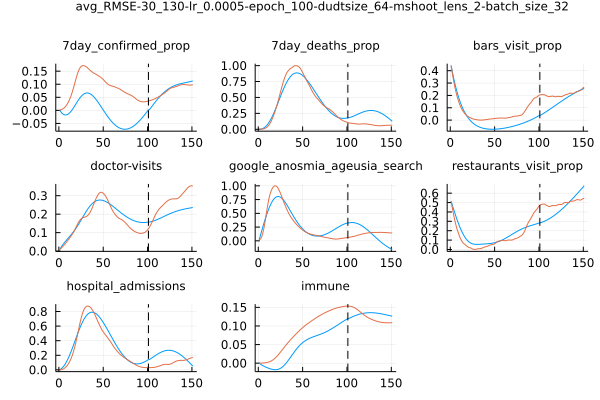 avg_RMSE-30_130-lr_0.0005-epoch_100-dudtsize_64-mshoot_lens_2-batch_size_32
7day_confirmed_prop
0.15
0.10
0.05
0.00
−0.05
0 50 100 150
7day_deaths_prop
1.00
0.75
0.50
0.25
0.00
0 50 100 150
bars_visit_prop
0.4
0.3
0.2
0.1
0.0
0 50 100 150
doctor-visits
0.3
0.2
0.1
0.0
0 50 100 150
google_anosmia_ageusia_search
1.00
0.75
0.50
0.25
0.00
0 50 100 150
restaurants_visit_prop
0.6
0.5
0.4
0.3
0.2
0.1
0.0
0 50 100 150
hospital_admissions
0.8
0.6
0.4
0.2
0.0
0 50 100 150
immune
0.15
0.10
0.05
0.00
0 50 100 150